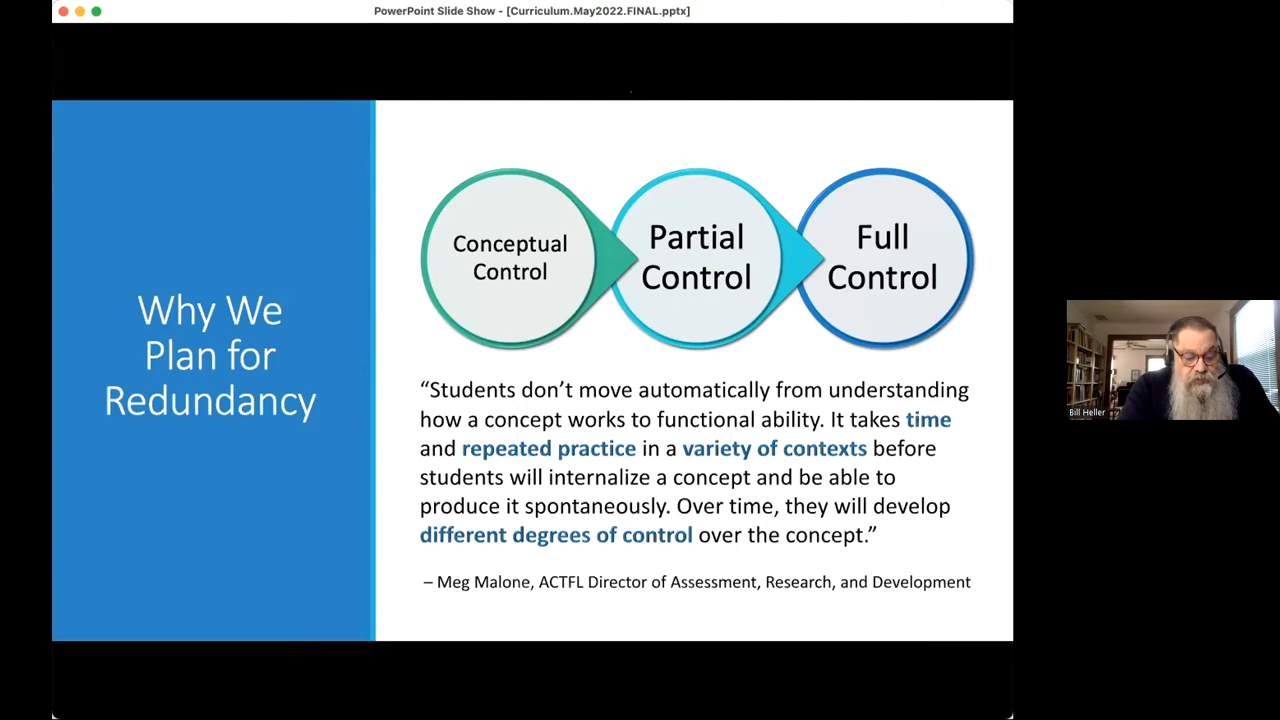 PowerPoint Slide Show - [Curriculum.May2022.FINAL.pptx]
Why We
Plan for
Redundancy
Conceptual
Control
Partial
Control
Full
Control
“Students don’t move automatically from understanding
how a concept works to functional ability. It takes time
and repeated practice in a variety of contexts before
students will internalize a concept and be able to
produce it spontaneously. Over time, they will develop
different degrees of control over the concept.”
– Meg Malone, ACTFL Director of Assessment, Research, and Development
Bill Heller